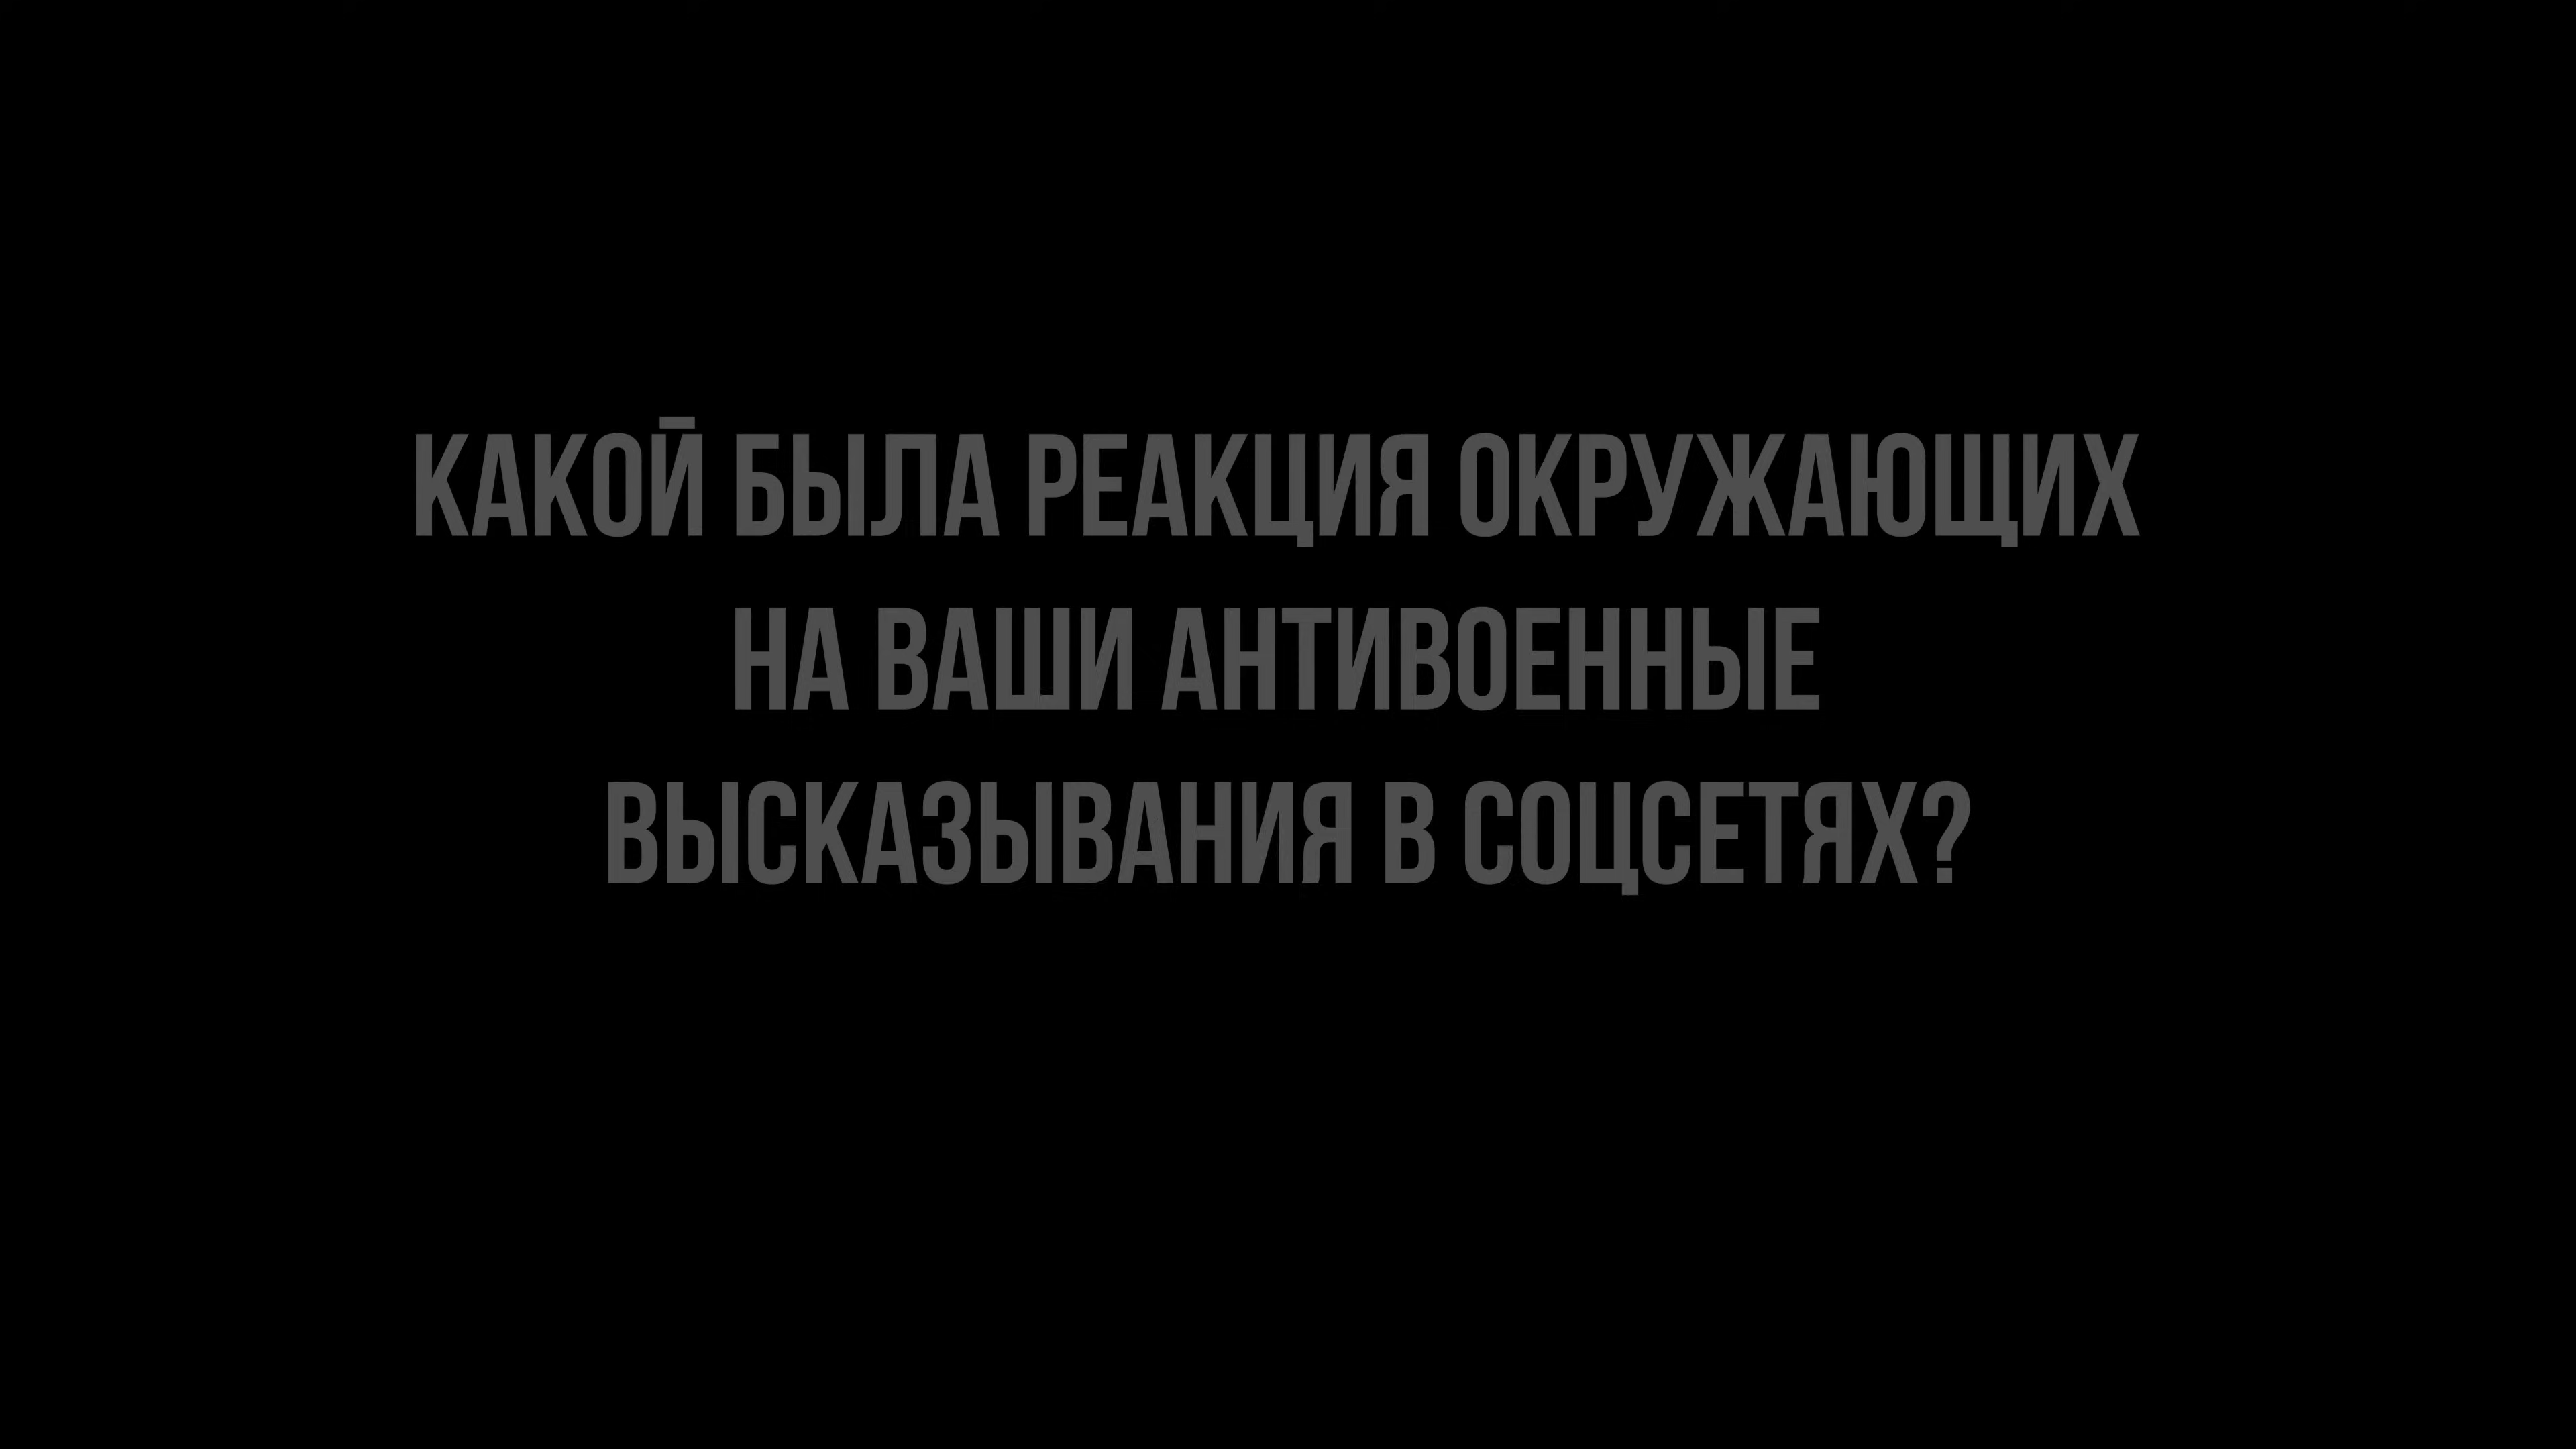 КАКОЙ БЫЛА РЕАКЦИЯ ОКРУЖАЮЩИХ
НА ВАШИ АНТИВОЕННЫЕ
ВЫСКАЗЫВАНИЯ В СОЦСЕТЯХ?